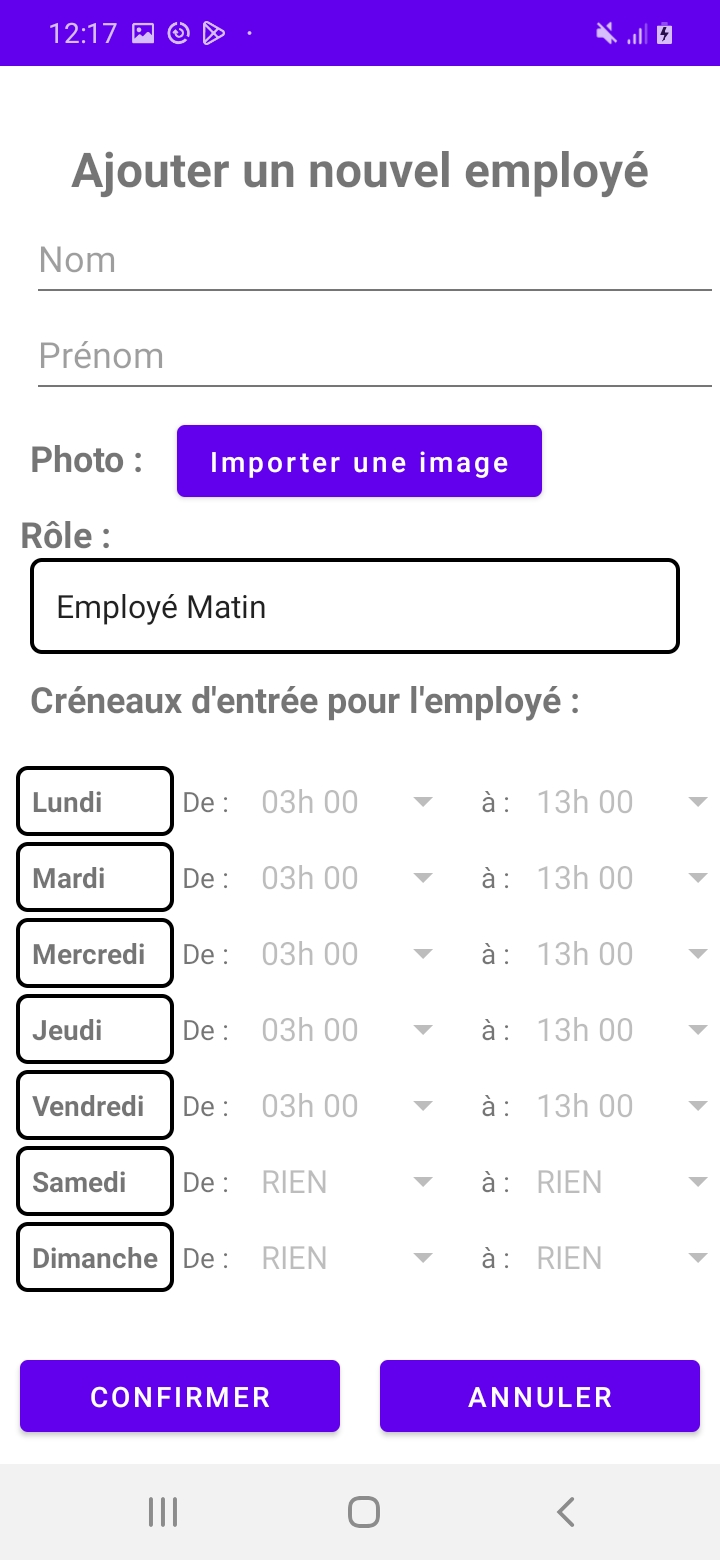 12:17
Ajouter un nouvel employé
Nom
Prénom
Photo : Importer une image
Rôle :
Employé Matin
Créneaux d'entrée pour l'employé :
Lundi De : 03h 00 à : 13h 00
Mardi De : 03h 00 à : 13h 00
Mercredi De : 03h 00 à : 13h 00
Jeudi De : 03h 00 à : 13h 00
Vendredi De : 03h 00 à : 13h 00
Samedi De : RIEN à : RIEN
Dimanche De : RIEN à : RIEN
CONFIRMER ANNULER